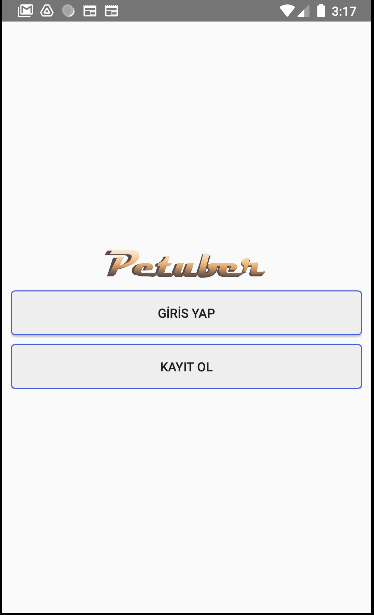 3:17
Petuber
GİRİS YAP
KAYIT OL